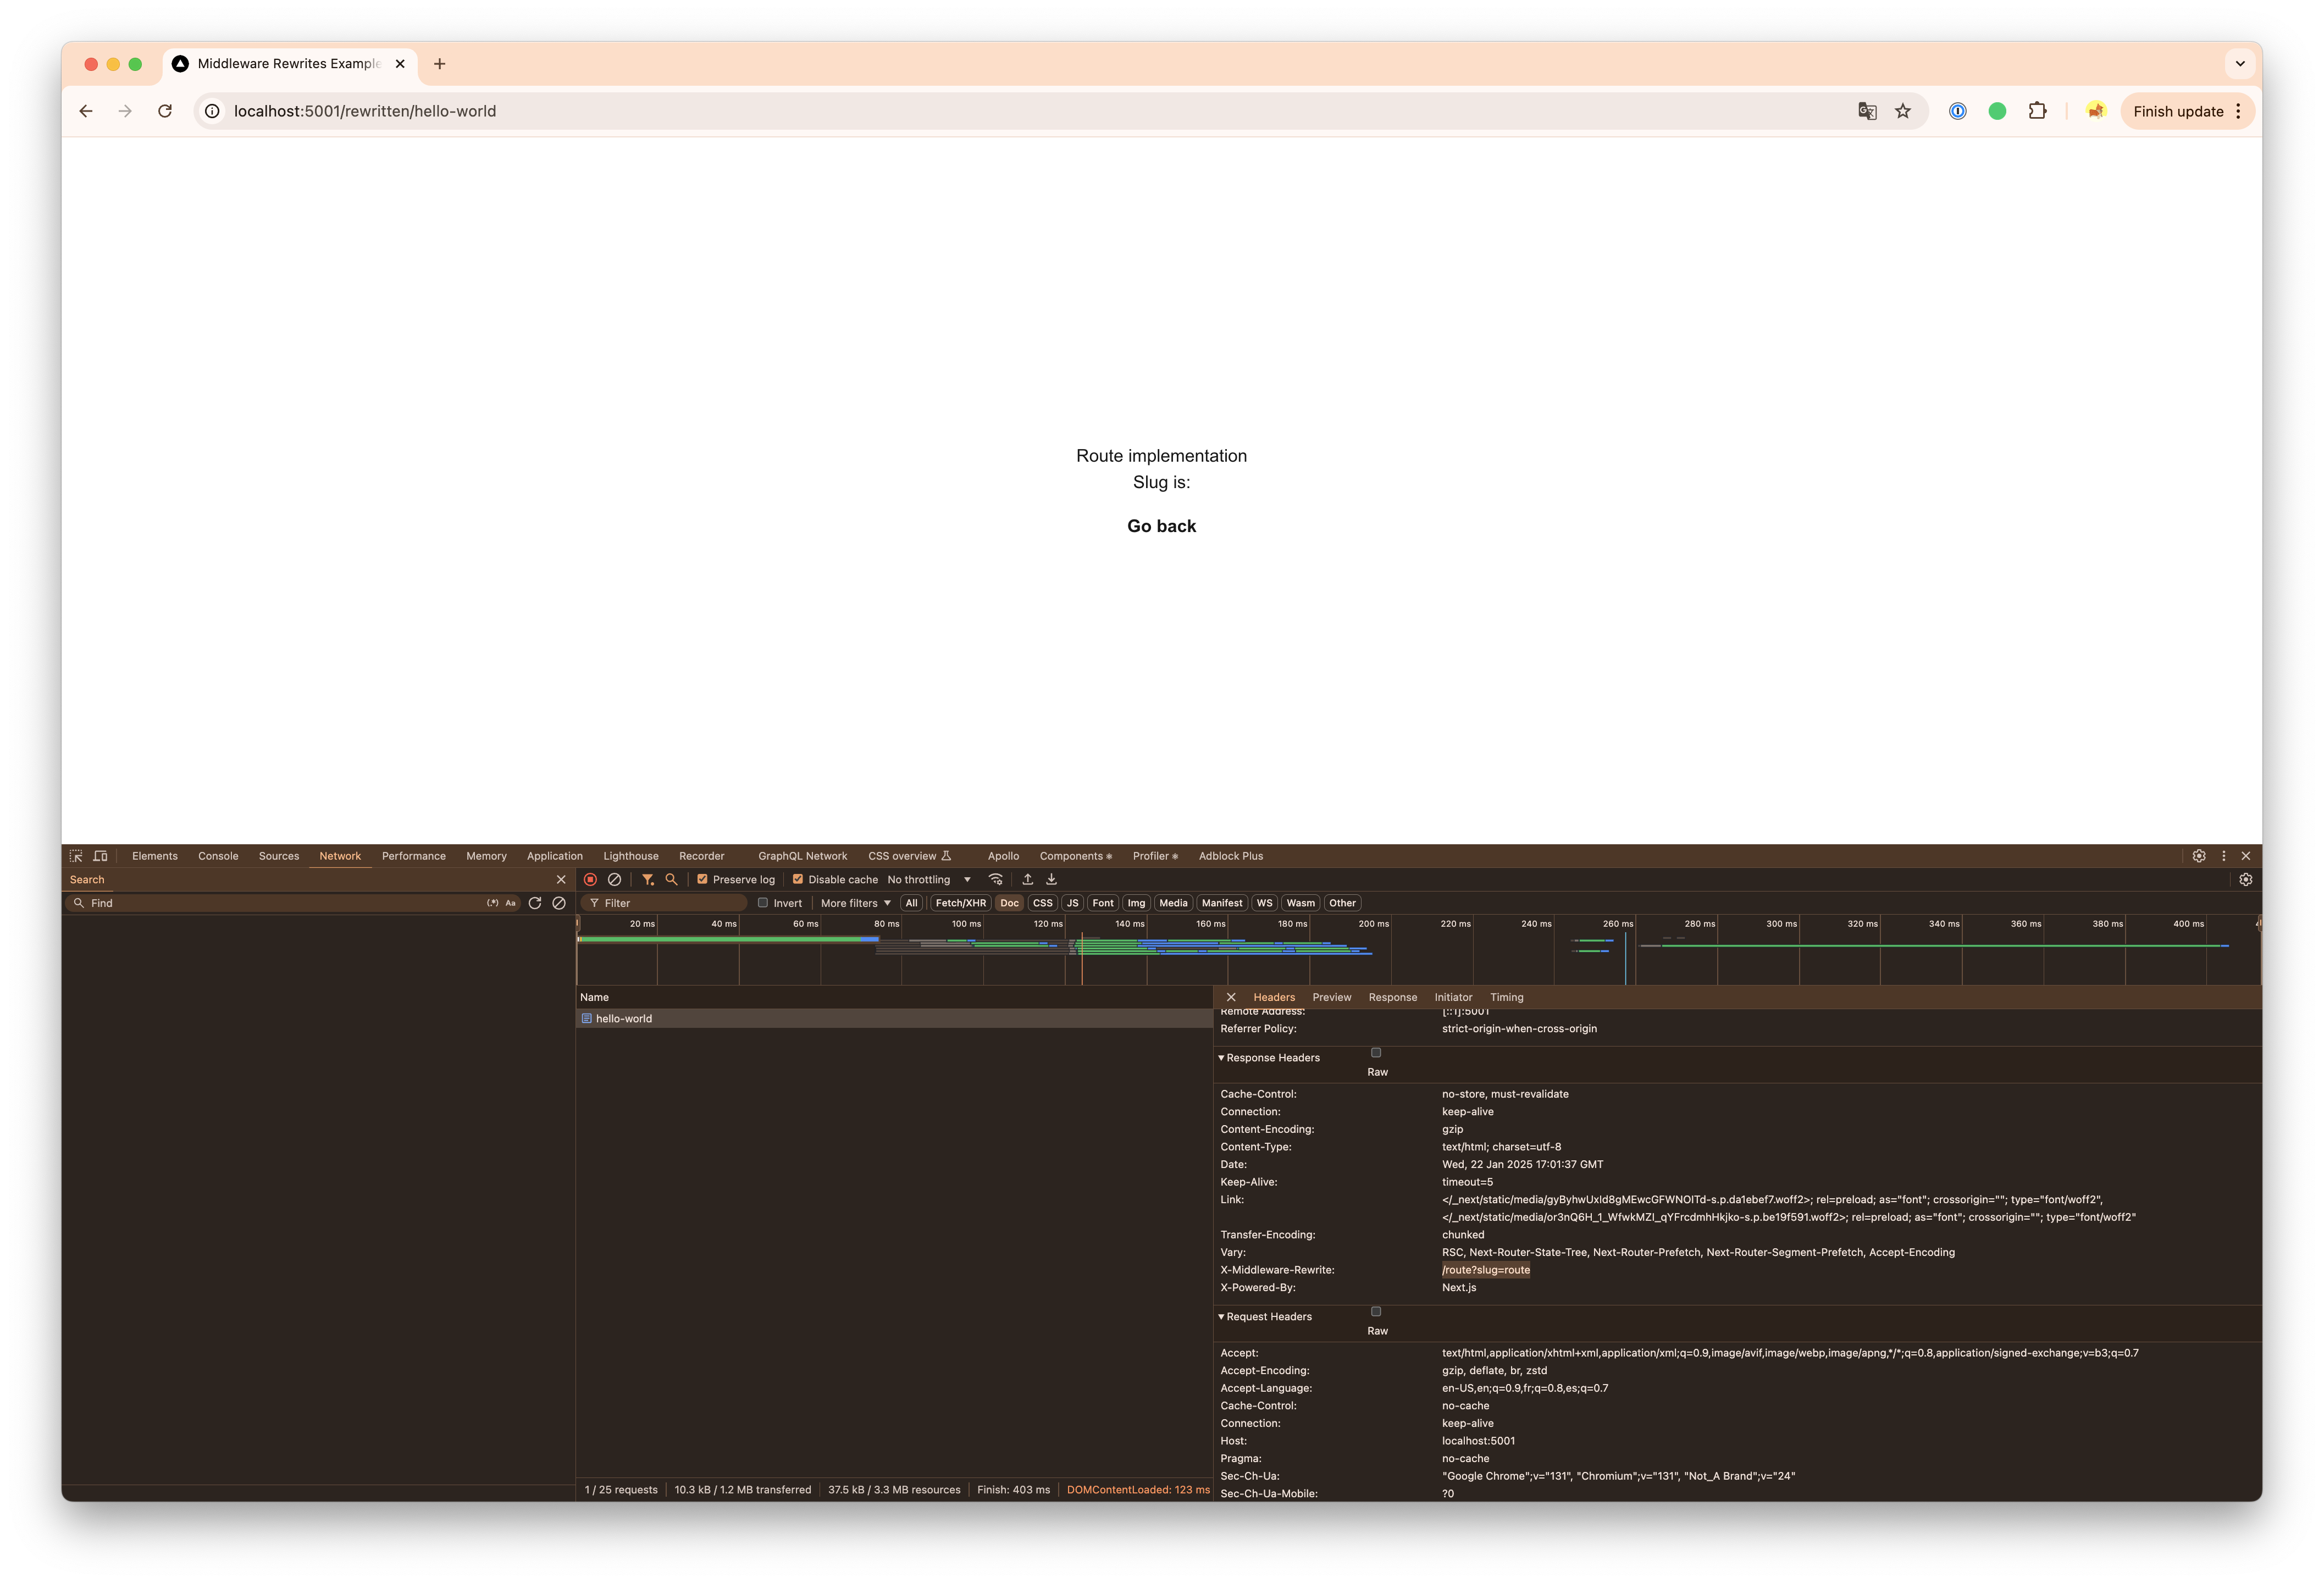 Middleware Rewrites Example
localhost:5001/rewritten/hello-world
Finish update
Route implementation
Slug is:
Go back
Elements Console Sources Network Performance Memory Application Lighthouse Recorder GraphQL Network CSS overview Apollo Components Profiler Adblock Plus
Search
Preserve log Disable cache No throttling
Find (.*) Aa
Filter Invert More filters All Fetch/XHR Doc CSS JS Font Img Media Manifest WS Wasm Other
20 ms 40 ms 60 ms 80 ms 100 ms 120 ms 140 ms 160 ms 180 ms 200 ms 220 ms 240 ms 260 ms 280 ms 300 ms 320 ms 340 ms 360 ms 380 ms 400 ms
Name
hello-world
Headers Preview Response Initiator Timing
Remote Address: [::1]:5001
Referrer Policy: strict-origin-when-cross-origin
Response Headers
Raw
Cache-Control: no-store, must-revalidate
Connection: keep-alive
Content-Encoding: gzip
Content-Type: text/html; charset=utf-8
Date: Wed, 22 Jan 2025 17:01:37 GMT
Keep-Alive: timeout=5
Link: </_next/static/media/gyByhwUxId8gMEwcGFWNOITd-s.p.da1ebef7.woff2>; rel=preload; as="font"; crossorigin=""; type="font/woff2",
</_next/static/media/or3nQ6H_1_WfwkMZI_qYFrcdmhHkjko-s.p.be19f591.woff2>; rel=preload; as="font"; crossorigin=""; type="font/woff2"
Transfer-Encoding: chunked
Vary: RSC, Next-Router-State-Tree, Next-Router-Prefetch, Next-Router-Segment-Prefetch, Accept-Encoding
X-Middleware-Rewrite: /route?slug=route
X-Powered-By: Next.js
Request Headers
Raw
Accept: text/html,application/xhtml+xml,application/xml;q=0.9,image/avif,image/webp,image/apng,*/*;q=0.8,application/signed-exchange;v=b3;q=0.7
Accept-Encoding: gzip, deflate, br, zstd
Accept-Language: en-US,en;q=0.9,fr;q=0.8,es;q=0.7
Cache-Control: no-cache
Connection: keep-alive
Host: localhost:5001
Pragma: no-cache
Sec-Ch-Ua: "Google Chrome";v="131", "Chromium";v="131", "Not_A Brand";v="24"
Sec-Ch-Ua-Mobile: ?0
1 / 25 requests 10.3 kB / 1.2 MB transferred 37.5 kB / 3.3 MB resources Finish: 403 ms DOMContentLoaded: 123 ms